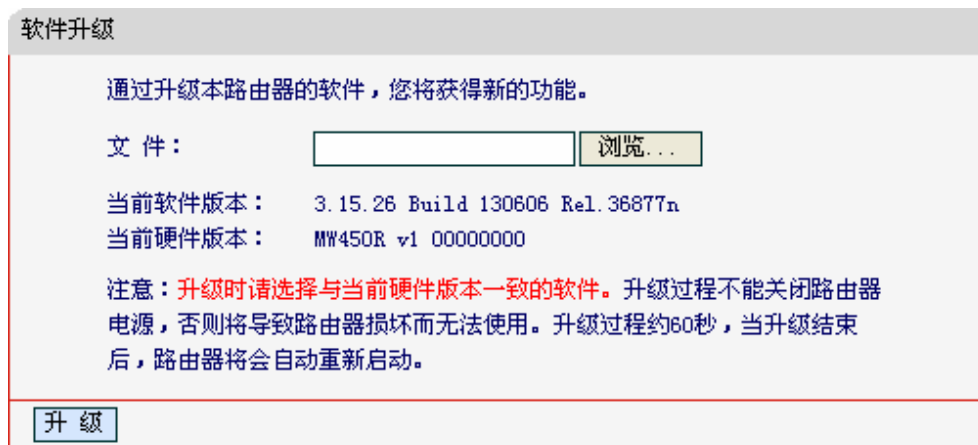 软件升级
通过升级本路由器的软件，您将获得新的功能。
文 件： 浏览...
当前软件版本： 3.15.26 Build 130606 Rel.36877n
当前硬件版本： MW450R v1 00000000
注意：升级时请选择与当前硬件版本一致的软件。升级过程不能关闭路由器
电源，否则将导致路由器损坏而无法使用。升级过程约60秒，当升级结束
后，路由器将会自动重新启动。
升 级